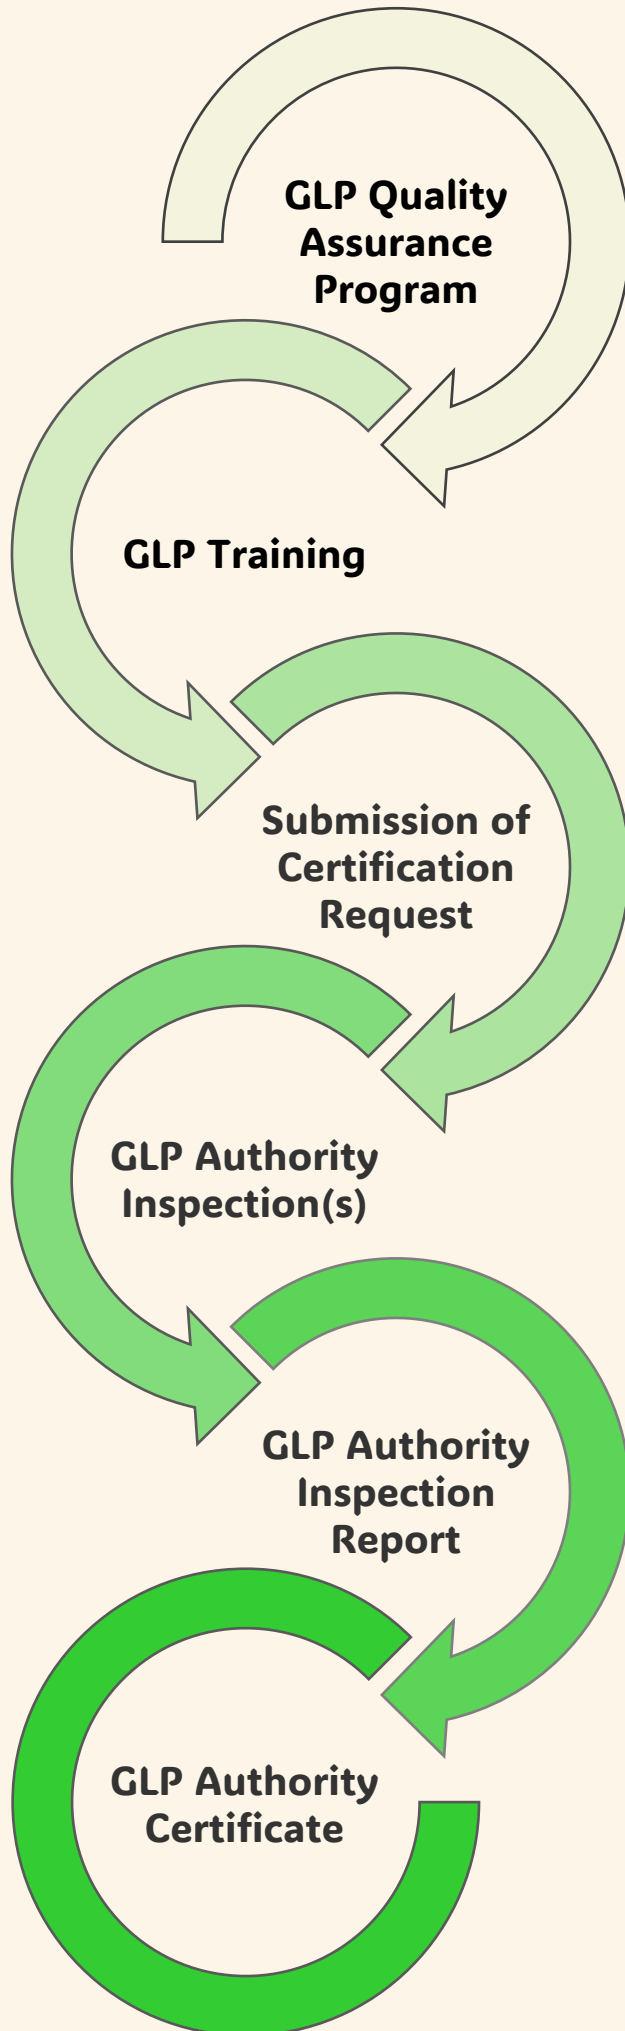 GLP Quality
Assurance
Program
GLP Training
Submission of
Certification
Request
GLP Authority
Inspection(s)
GLP Authority
Inspection
Report
GLP Authority
Certificate